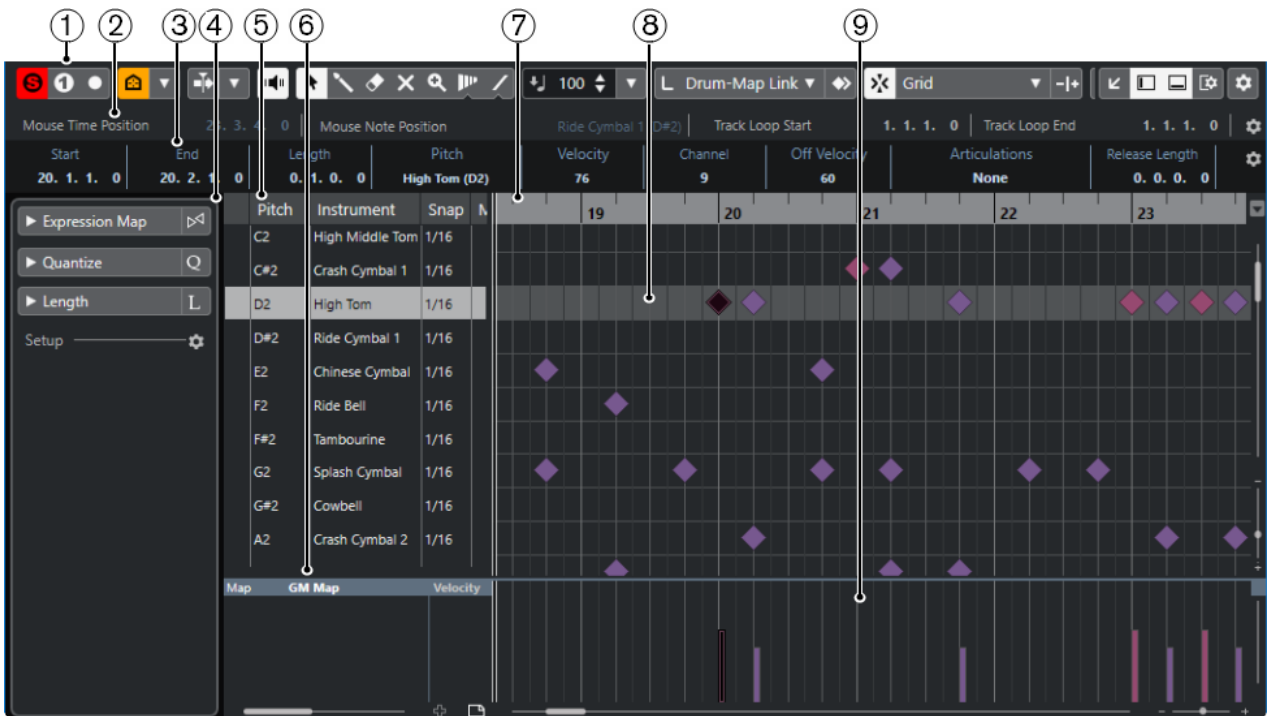 1 2 3 4 5 6 7 8 9
S 1 100 L Drum-Map Link Grid
Mouse Time Position 23. 3. 4. 0 Mouse Note Position Ride Cymbal 1 (D#2) Track Loop Start 1. 1. 1. 0 Track Loop End 1. 1. 1. 0
Start End Length Pitch Velocity Channel Off Velocity Articulations Release Length
20. 1. 1. 0 20. 2. 1. 0 0. 1. 0. 0 High Tom (D2) 76 9 60 None 0. 0. 0. 0
Pitch Instrument Snap 19 20 21 22 23
Expression Map
Quantize Q
Length L
Setup
C2 High Middle Tom 1/16
C#2 Crash Cymbal 1 1/16
D2 High Tom 1/16
D#2 Ride Cymbal 1 1/16
E2 Chinese Cymbal 1/16
F2 Ride Bell 1/16
F#2 Tambourine 1/16
G2 Splash Cymbal 1/16
G#2 Cowbell 1/16
A2 Crash Cymbal 2 1/16
Map GM Map Velocity